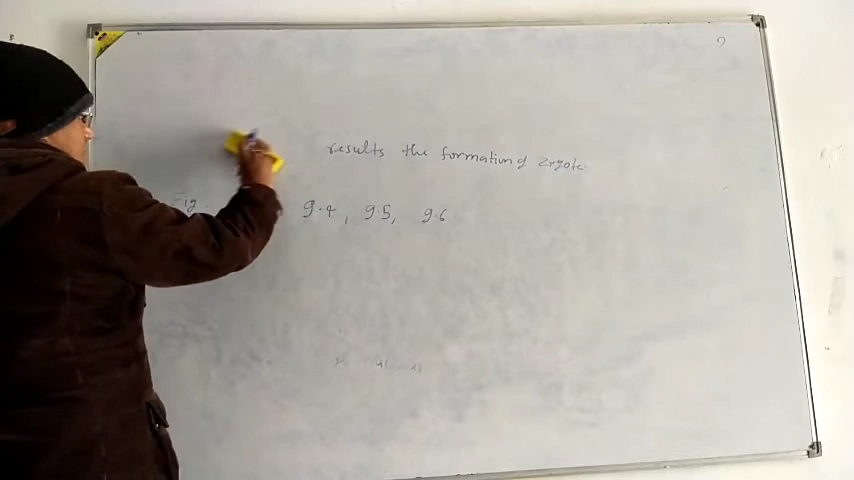 results the formation of zygote.
Fig. 9.4, 9.5, 9.6